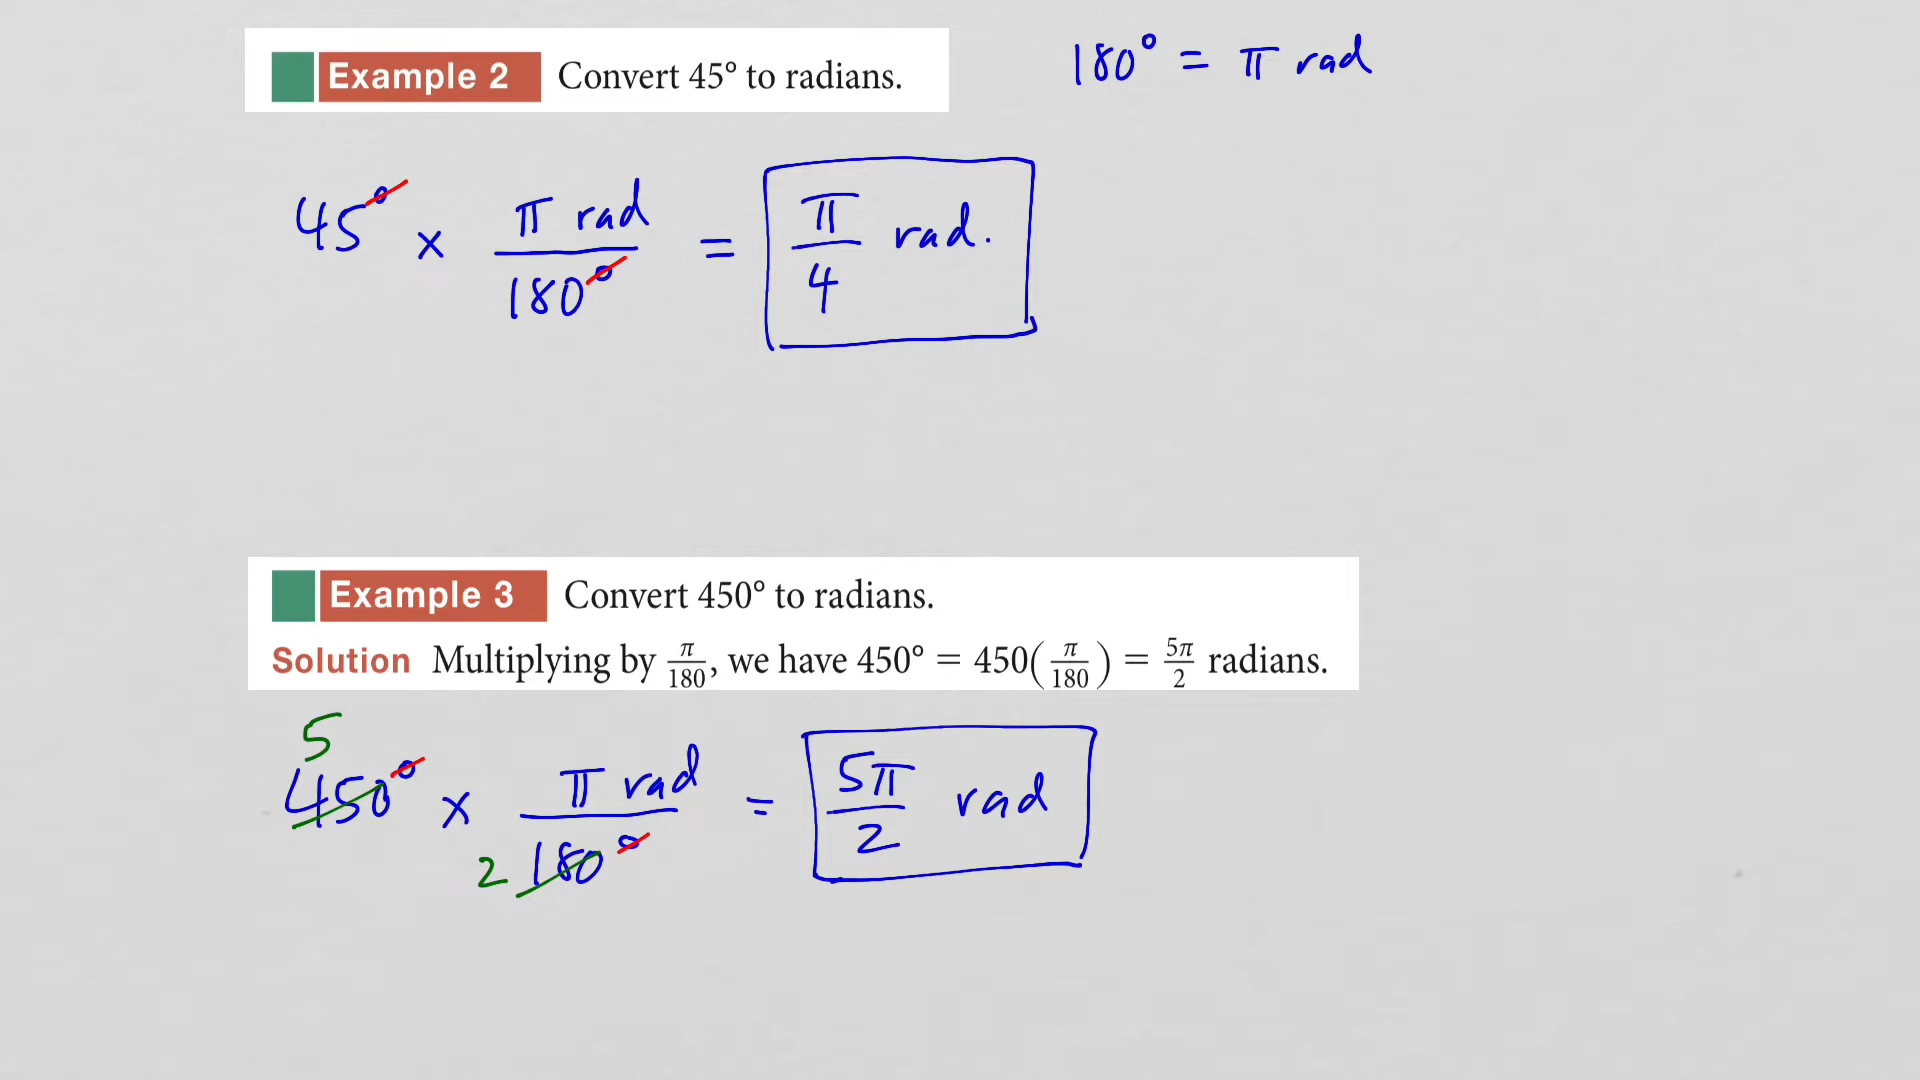 Example 2 Convert 45° to radians.
180° = π rad
45° × π rad / 180° = π/4 rad.
Example 3 Convert 450° to radians.
Solution Multiplying by π/180, we have 450° = 450(π/180) = 5π/2 radians.
5
450° × π rad / 180° = 5π/2 rad
2